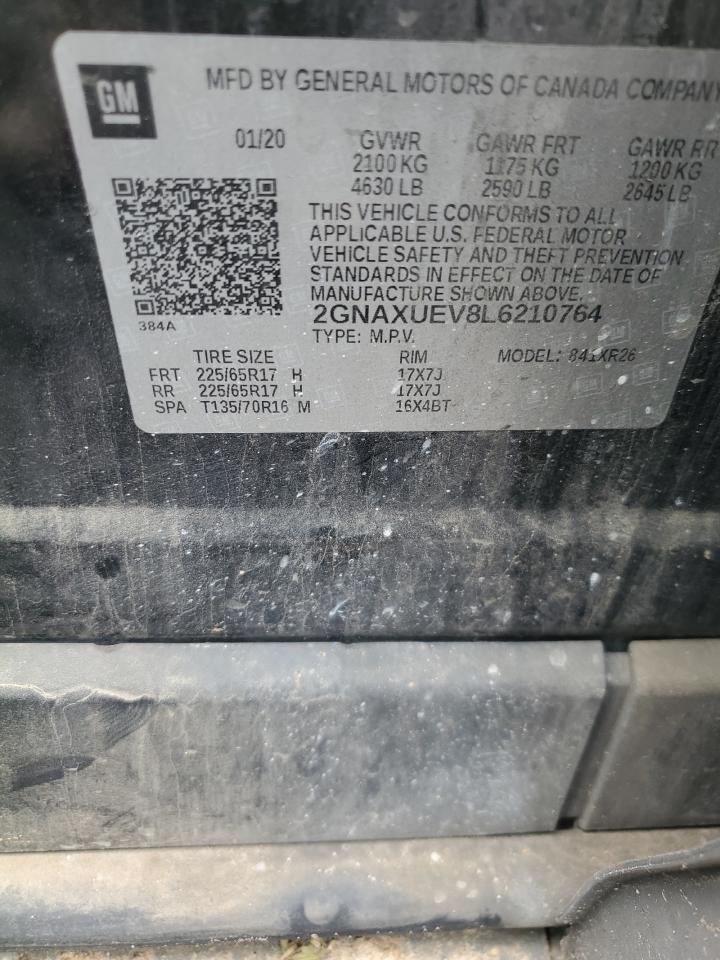 GM
MFD BY GENERAL MOTORS OF CANADA COMPANY
01/20 GVWR GAWR FRT GAWR RR
2100 KG 1175 KG 1200 KG
4630 LB 2590 LB 2645 LB
THIS VEHICLE CONFORMS TO ALL
APPLICABLE U.S. FEDERAL MOTOR
VEHICLE SAFETY AND THEFT PREVENTION
STANDARDS IN EFFECT ON THE DATE OF
MANUFACTURE SHOWN ABOVE.
384A
2GNAXUEV8L6210764
TYPE: M.P.V.
TIRE SIZE RIM MODEL: 841XR26
FRT 225/65R17 H 17X7J
RR 225/65R17 H 17X7J
SPA T135/70R16 M 16X4BT